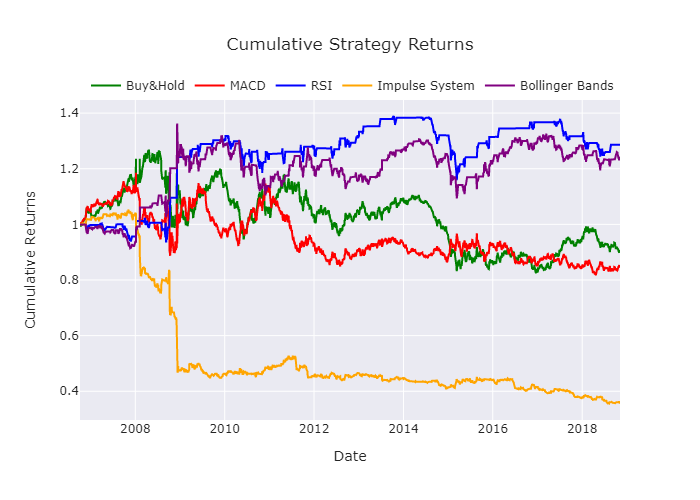 Cumulative Strategy Returns
Buy&Hold MACD RSI Impulse System Bollinger Bands
1.4
1.2
1
0.8
0.6
0.4
Cumulative Returns
2008 2010 2012 2014 2016 2018
Date